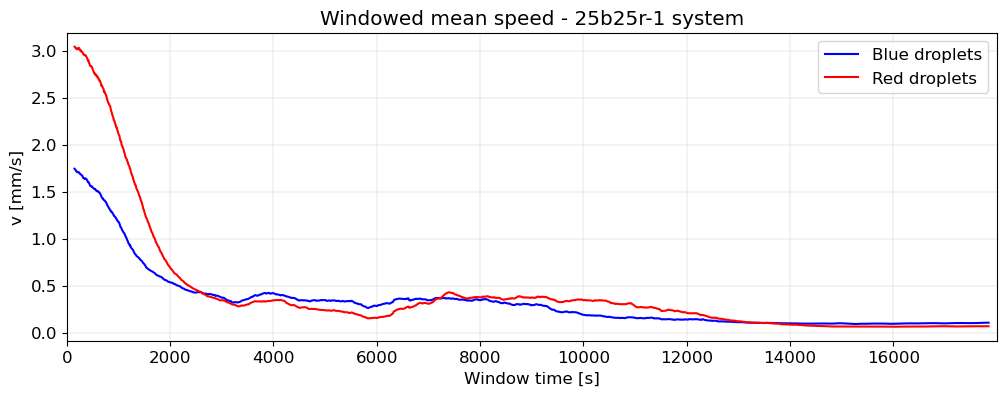 Windowed mean speed - 25b25r-1 system
Blue droplets
Red droplets
3.0
2.5
2.0
1.5
1.0
0.5
0.0
v [mm/s]
0 2000 4000 6000 8000 10000 12000 14000 16000
Window time [s]